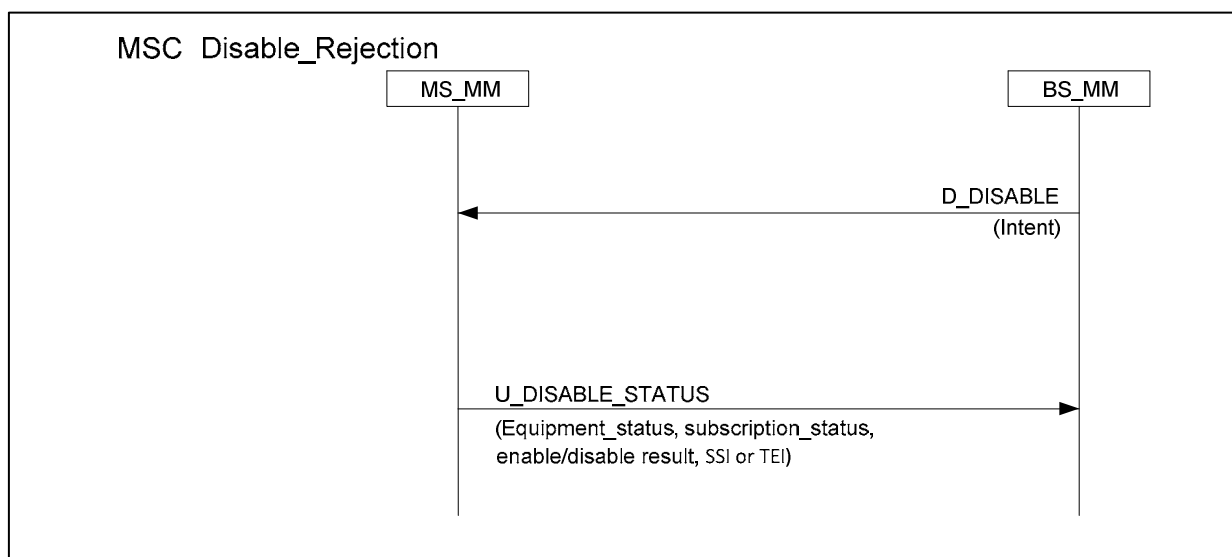 MSC Disable_Rejection
MS_MM
BS_MM
D_DISABLE
(Intent)
U_DISABLE_STATUS
(Equipment_status, subscription_status,
enable/disable result, SSI or TEI)